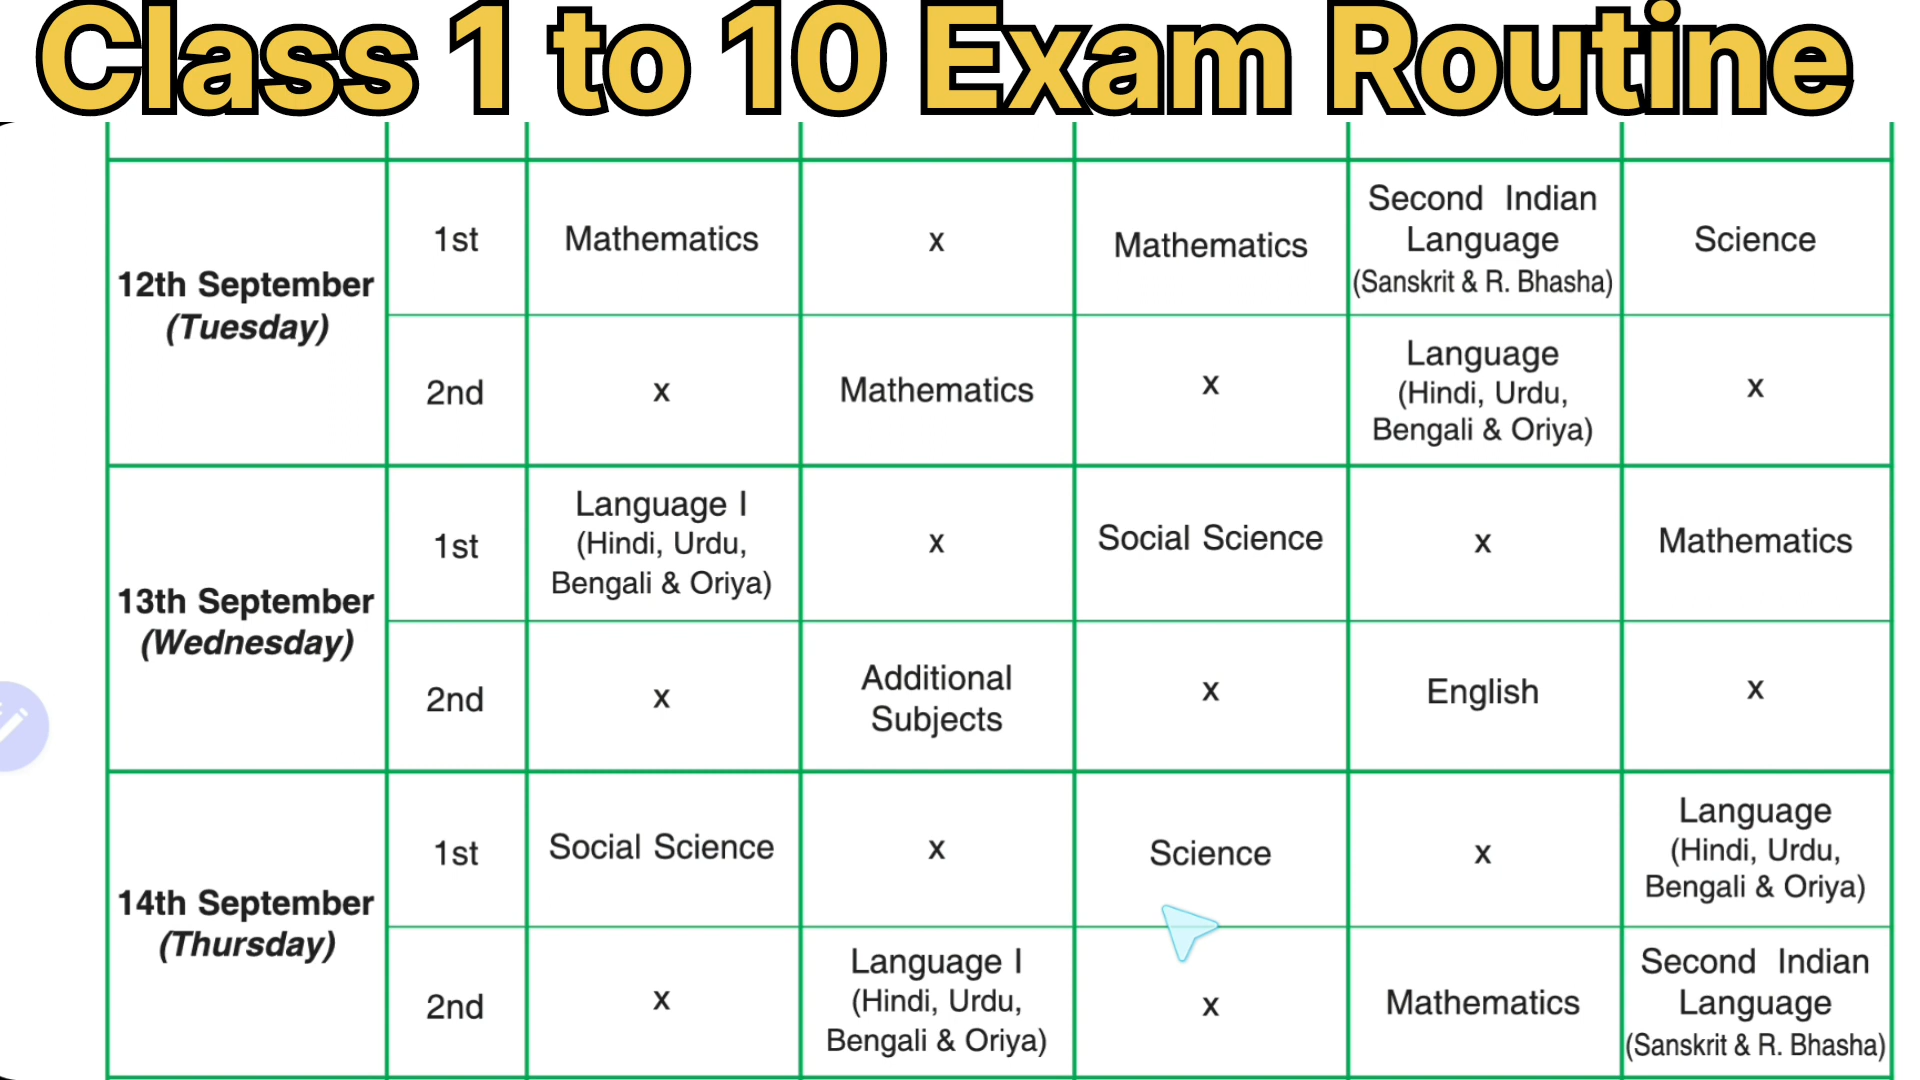 Class 1 to 10 Exam Routine
12th September
(Tuesday)
1st
Mathematics
x
Mathematics
Second Indian
Language
(Sanskrit & R. Bhasha)
Science
2nd
x
Mathematics
x
Language
(Hindi, Urdu,
Bengali & Oriya)
x
13th September
(Wednesday)
1st
Language I
(Hindi, Urdu,
Bengali & Oriya)
x
Social Science
x
Mathematics
2nd
x
Additional
Subjects
x
English
x
14th September
(Thursday)
1st
Social Science
x
Science
x
Language
(Hindi, Urdu,
Bengali & Oriya)
2nd
x
Language I
(Hindi, Urdu,
Bengali & Oriya)
x
Mathematics
Second Indian
Language
(Sanskrit & R. Bhasha)